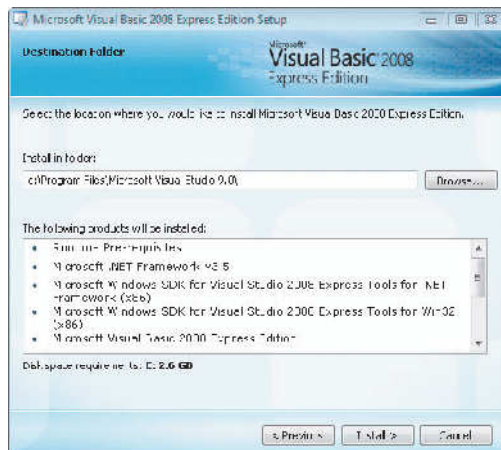 Microsoft Visual Basic 2008 Express Edition Setup
Destination Folder
Microsoft
Visual Basic 2008
Express Edition
Select the location where you would like to install Microsoft Visual Basic 2008 Express Edition.
Install in folder:
c:\Program Files\Microsoft Visual Studio 9.0\
Browse...
The following products will be installed:
• Runtime Prerequisites
• Microsoft .NET Framework v3.5
• Microsoft Windows SDK for Visual Studio 2008 Express Tools for .NET
Framework (x86)
• Microsoft Windows SDK for Visual Studio 2008 Express Tools for Win32
(x86)
• Microsoft Visual Basic 2008 Express Edition
Disk space requirements: C: 2.6 GB
< Previous
Install >
Cancel